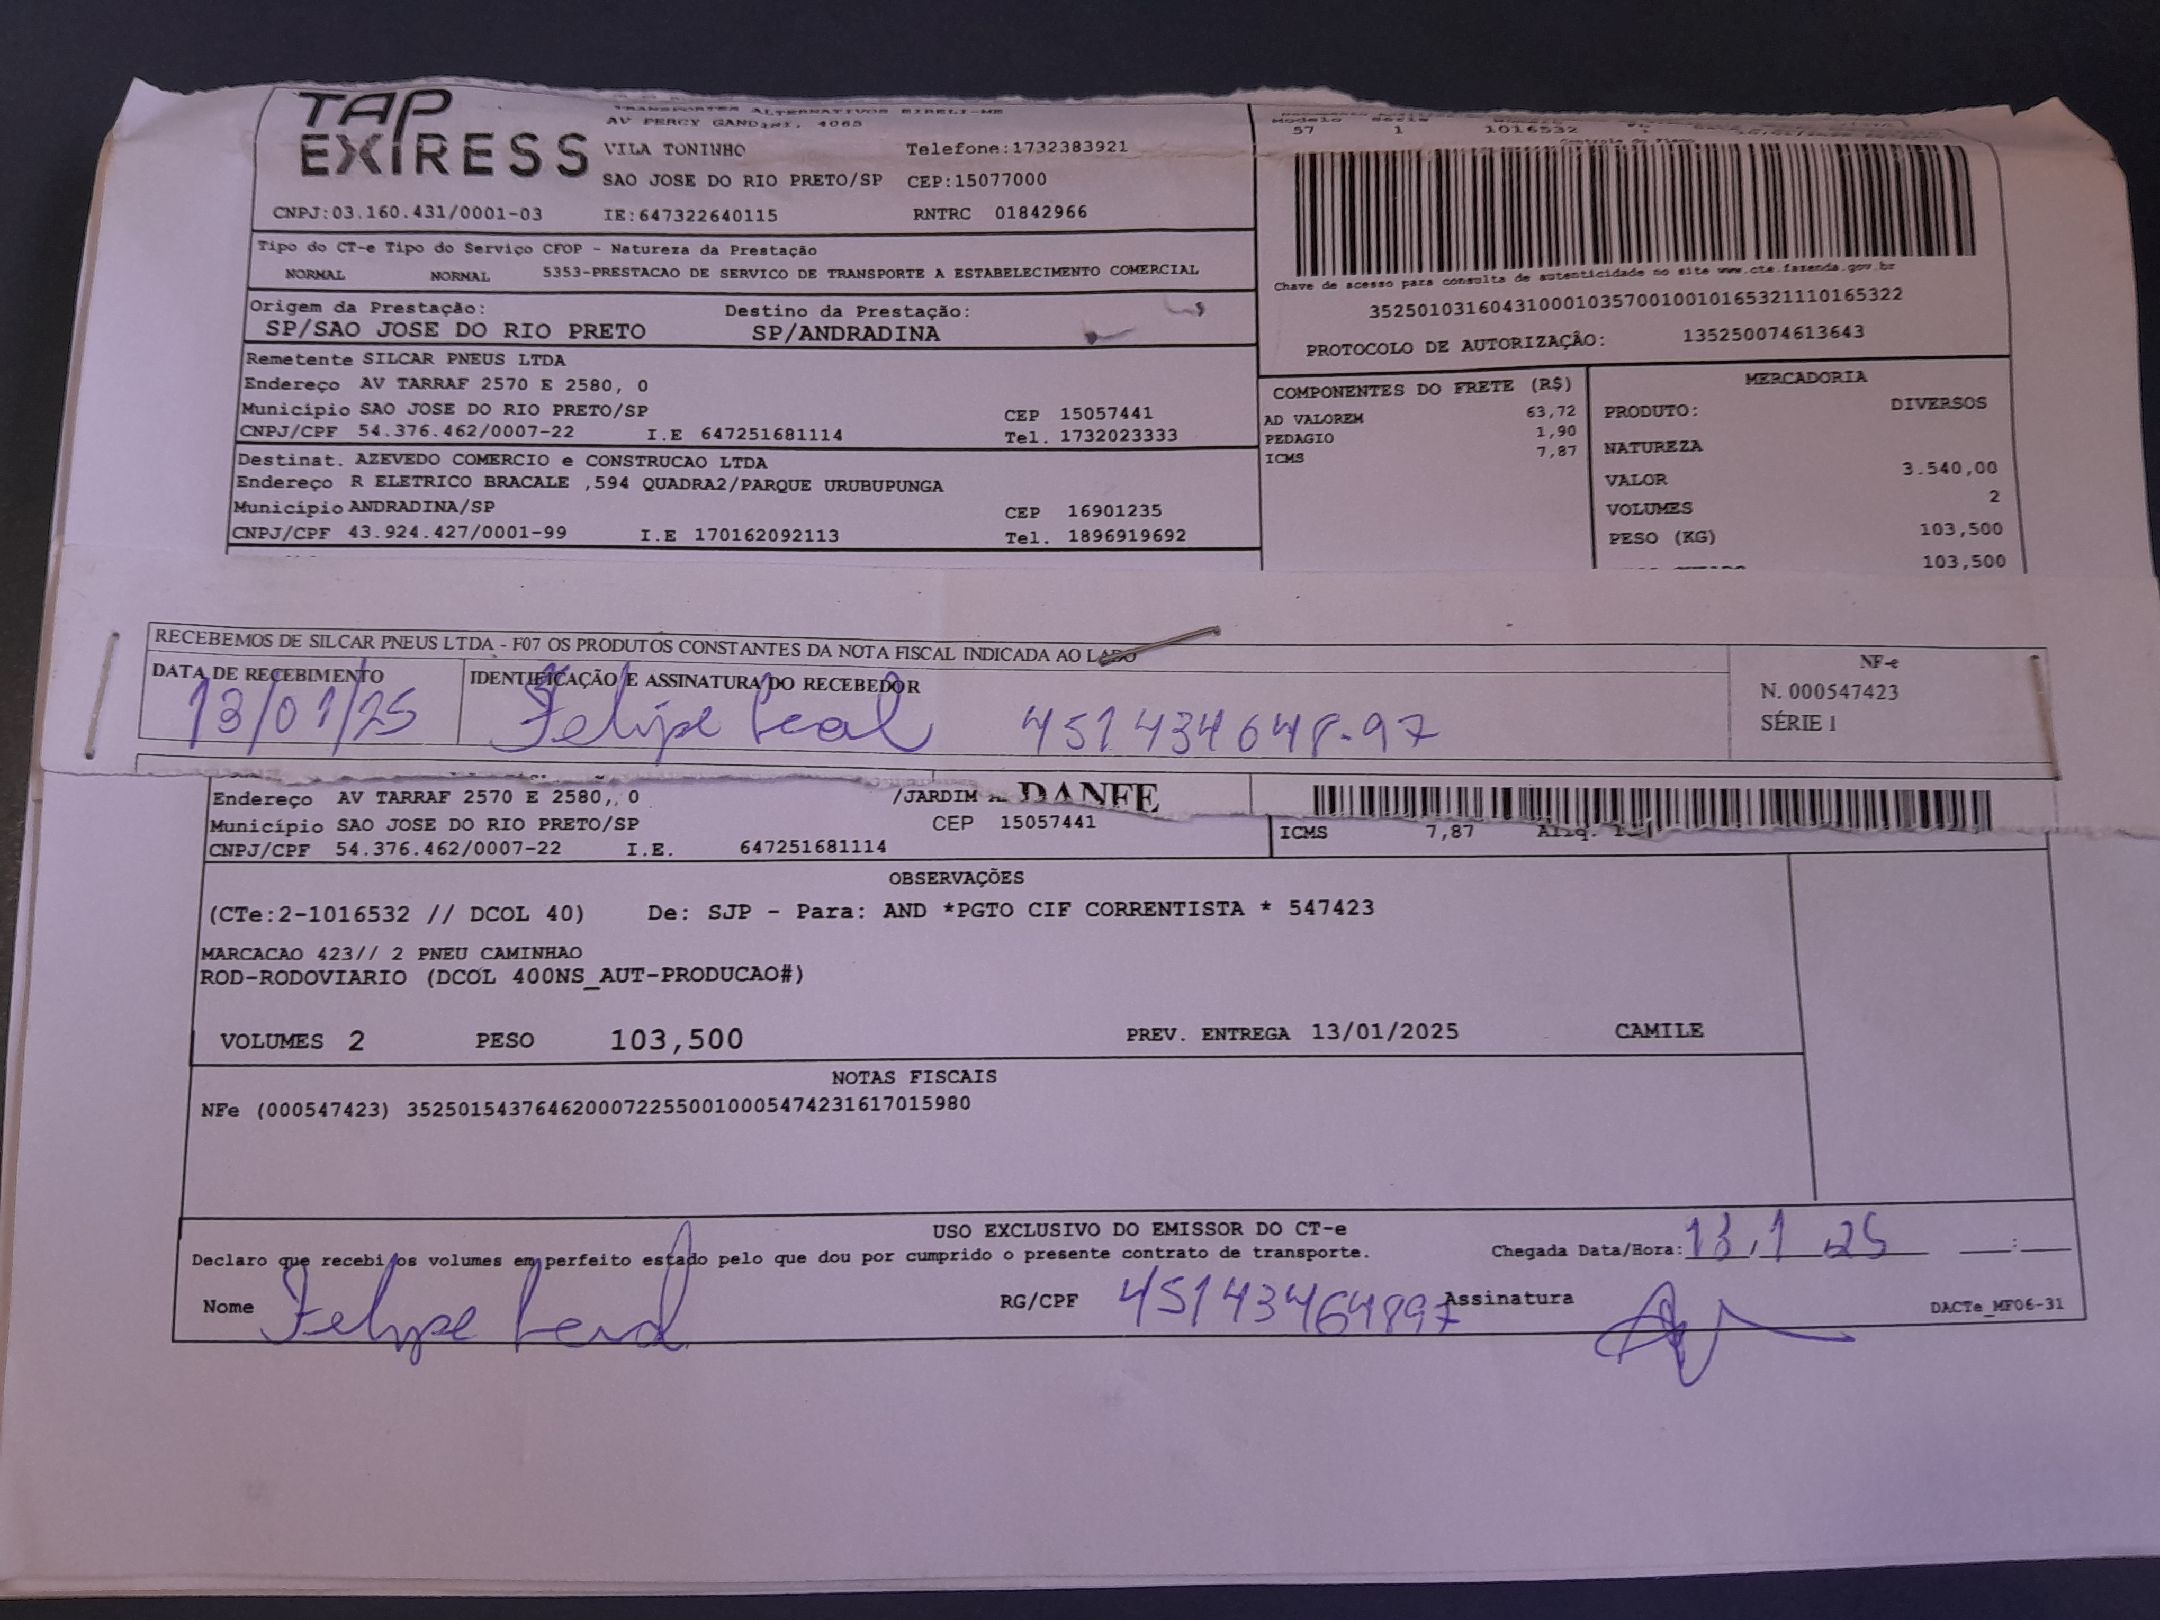 TAP EXPRESS
TRANSPORTES ALTERNATIVOS EIRELI-ME
AV PERCY GANDINI, 4065
VILA TONINHO Telefone:1732383921
SAO JOSE DO RIO PRETO/SP CEP:15077000
CNPJ:03.160.431/0001-03 IE:647322640115 RNTRC 01842966
Modelo Série
57 1 1016532
Tipo do CT-e Tipo do Serviço CFOP - Natureza da Prestação
NORMAL NORMAL 5353-PRESTACAO DE SERVICO DE TRANSPORTE A ESTABELECIMENTO COMERCIAL
Chave de acesso para consulta de autenticidade no site www.cte.fazenda.gov.br
35250103160431000103570010010165321110165322
PROTOCOLO DE AUTORIZAÇÃO: 135250074613643
Origem da Prestação: Destino da Prestação:
SP/SAO JOSE DO RIO PRETO SP/ANDRADINA
Remetente SILCAR PNEUS LTDA
Endereço AV TARRAF 2570 E 2580, 0
Município SAO JOSE DO RIO PRETO/SP CEP 15057441
CNPJ/CPF 54.376.462/0007-22 I.E 647251681114 Tel. 1732023333
Destinat. AZEVEDO COMERCIO e CONSTRUCAO LTDA
Endereço R ELETRICO BRACALE ,594 QUADRA2/PARQUE URUBUPUNGA
Município ANDRADINA/SP CEP 16901235
CNPJ/CPF 43.924.427/0001-99 I.E 170162092113 Tel. 1896919692
COMPONENTES DO FRETE (R$)
AD VALOREM 63,72
PEDAGIO 1,90
ICMS 7,87
MERCADORIA
PRODUTO: DIVERSOS
NATUREZA
VALOR 3.540,00
VOLUMES 2
PESO (KG) 103,500
103,500
RECEBEMOS DE SILCAR PNEUS LTDA - F07 OS PRODUTOS CONSTANTES DA NOTA FISCAL INDICADA AO LADO
DATA DE RECEBIMENTO IDENTIFICAÇÃO E ASSINATURA DO RECEBEDOR
13/01/25 Felipe Leal 451434648-97
NF-e
N. 000547423
SÉRIE 1
Endereço AV TARRAF 2570 E 2580,, 0 /JARDIM DANFE
Município SAO JOSE DO RIO PRETO/SP CEP 15057441
CNPJ/CPF 54.376.462/0007-22 I.E. 647251681114
ICMS 7,87
OBSERVAÇÕES
(CTe:2-1016532 // DCOL 40) De: SJP - Para: AND *PGTO CIF CORRENTISTA * 547423
MARCACAO 423// 2 PNEU CAMINHAO
ROD-RODOVIARIO (DCOL 400NS_AUT-PRODUCAO#)
VOLUMES 2 PESO 103,500 PREV. ENTREGA 13/01/2025 CAMILE
NOTAS FISCAIS
NFe (000547423) 35250154376462000722550010005474231617015980
USO EXCLUSIVO DO EMISSOR DO CT-e
Declaro que recebi os volumes em perfeito estado pelo que dou por cumprido o presente contrato de transporte. Chegada Data/Hora: 13 1 25 :
Nome Felipe Leal RG/CPF 45143464897 Assinatura
DACTe_MF06-31